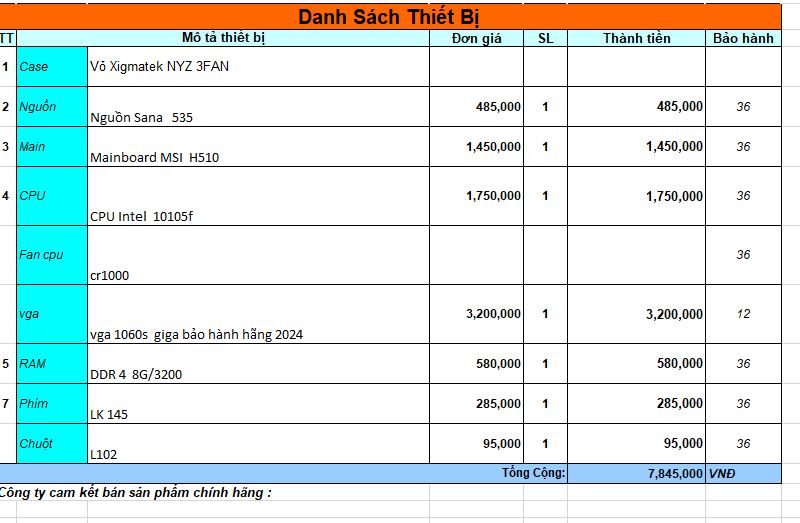 Danh Sách Thiết Bị
TT Mô tả thiết bị Đơn giá SL Thành tiền Bảo hành
1 Case Vỏ Xigmatek NYZ 3FAN
2 Nguồn Nguồn Sana 535 485,000 1 485,000 36
3 Main Mainboard MSI H510 1,450,000 1 1,450,000 36
4 CPU CPU Intel 10105f 1,750,000 1 1,750,000 36
Fan cpu cr1000 36
vga vga 1060s giga bảo hành hãng 2024 3,200,000 1 3,200,000 12
5 RAM DDR 4 8G/3200 580,000 1 580,000 36
7 Phím LK 145 285,000 1 285,000 36
Chuột L102 95,000 1 95,000 36
Tổng Cộng: 7,845,000 VNĐ
Công ty cam kết bán sản phẩm chính hãng :